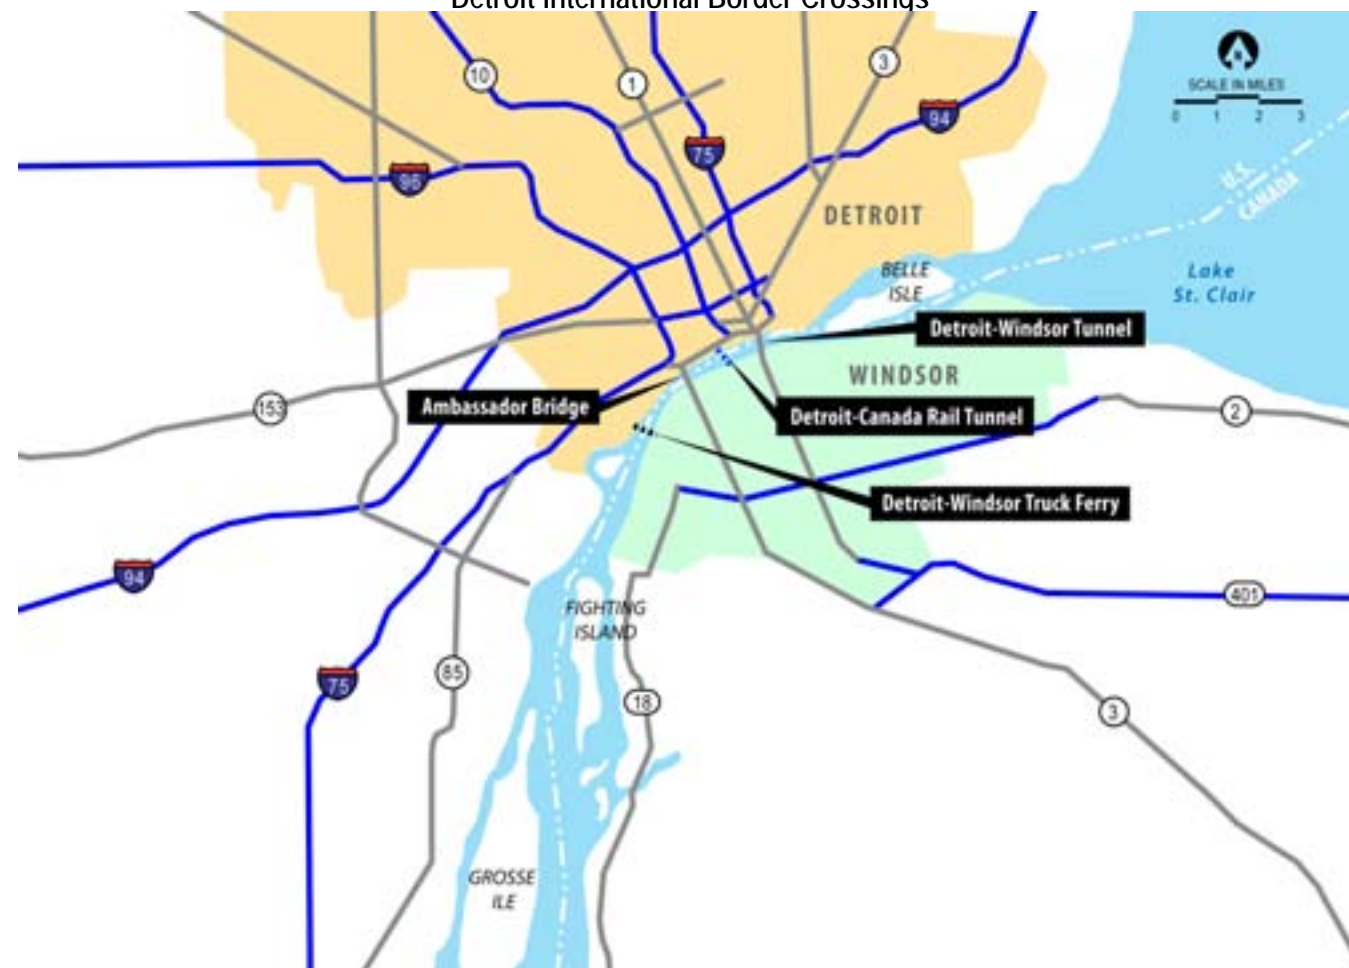 Detroit International Border Crossings
10
1
3
N
SCALE IN MILES
0 1 2 3
94
75
96
U.S.
CANADA
DETROIT
BELLE
ISLE
Lake
St. Clair
Detroit-Windsor Tunnel
WINDSOR
Ambassador Bridge
153
Detroit-Canada Rail Tunnel
2
Detroit-Windsor Truck Ferry
94
401
FIGHTING
ISLAND
75
85
18
3
GROSSE
ILE